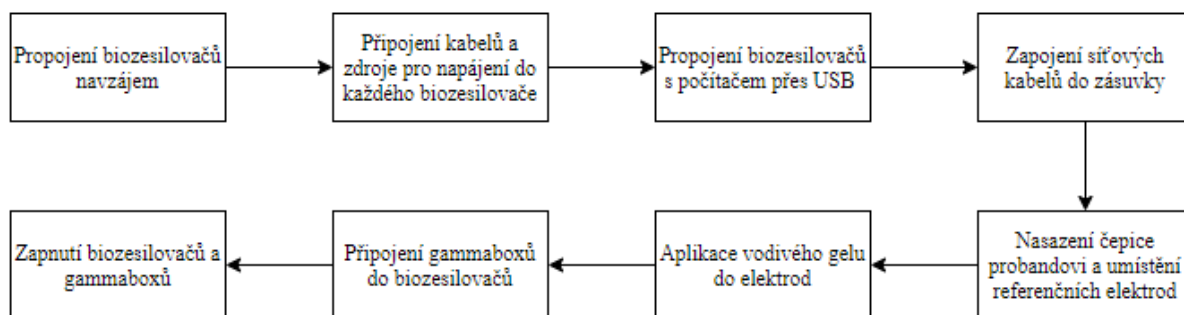 Propojení biozesilovačů
navzájem
Připojení kabelů a
zdroje pro napájení do
každého biozesilovače
Propojení biozesilovačů
s počítačem přes USB
Zapojení síťových
kabelů do zásuvky
Nasazení čepice
probandovi a umístění
referenčních elektrod
Aplikace vodivého gelu
do elektrod
Připojení gammaboxů
do biozesilovačů
Zapnutí biozesilovačů a
gammaboxů